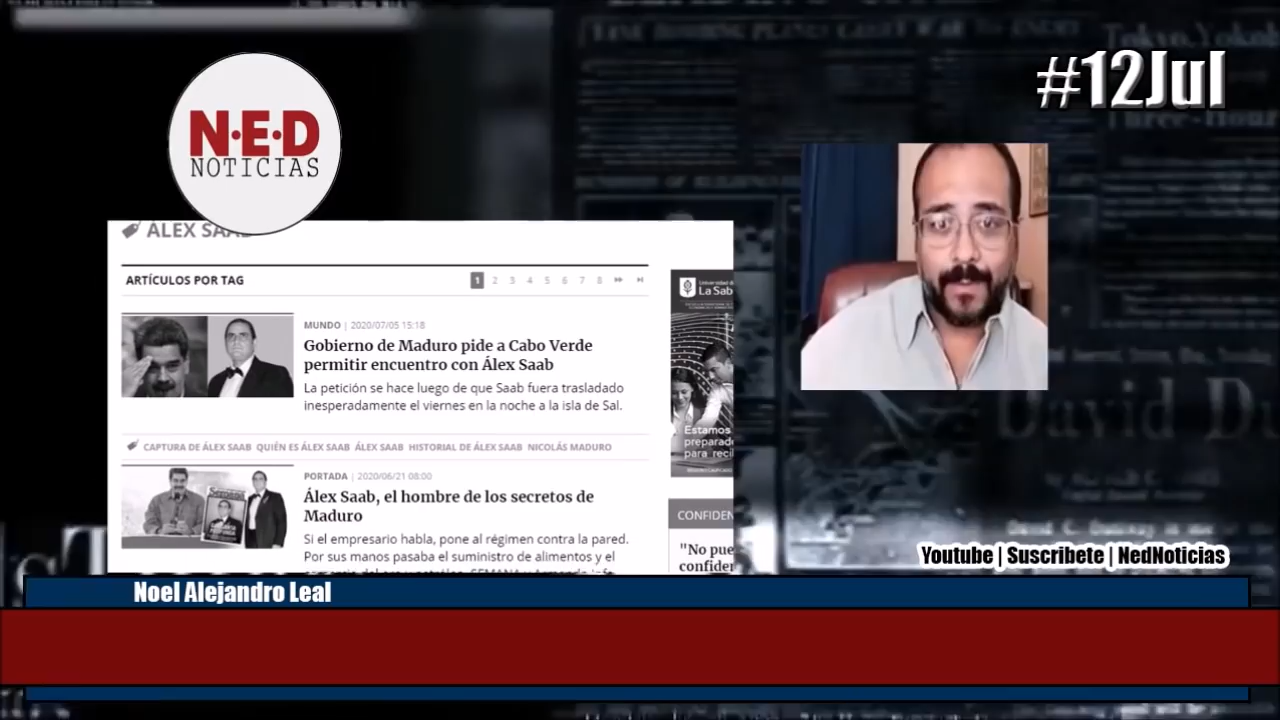 #12Jul
N·E·D
NOTICIAS
ÁLEX SAAB
ARTÍCULOS POR TAG
1 2 3 4 5 6 7 8
MUNDO | 2020/07/05 15:18
Gobierno de Maduro pide a Cabo Verde
permitir encuentro con Álex Saab
La petición se hace luego de que Saab fuera trasladado
inesperadamente el viernes en la noche a la isla de Sal.
CAPTURA DE ÁLEX SAAB QUIÉN ES ÁLEX SAAB ÁLEX SAAB HISTORIAL DE ÁLEX SAAB NICOLÁS MADURO
PORTADA | 2020/06/21 08:00
Álex Saab, el hombre de los secretos de
Maduro
Si el empresario habla, pone al régimen contra la pared.
Por sus manos pasaba el suministro de alimentos y el
La Sab
Estamos
preparado
para reci
CONFIDEN
"No pue
confider
David Du
Youtube | Suscribete | NedNoticias
Noel Alejandro Leal